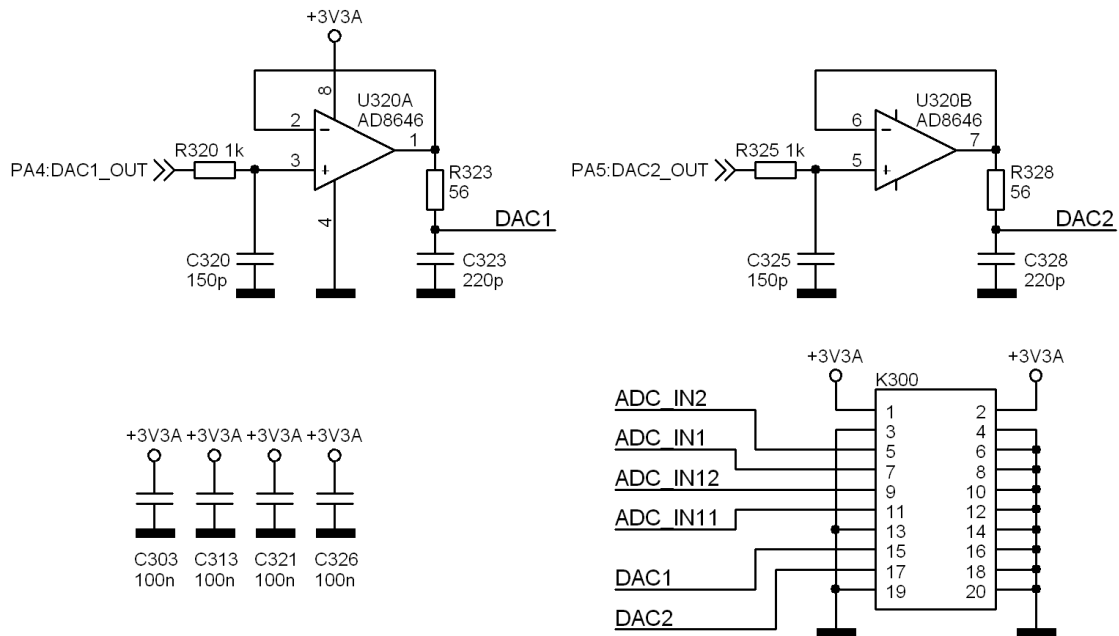 +3V3A
8
U320A
AD8646
2
1
R320 1k
3
PA4:DAC1_OUT
R323
56
4
DAC1
C320
150p
C323
220p
U320B
AD8646
6
7
R325 1k
5
PA5:DAC2_OUT
R328
56
DAC2
C325
150p
C328
220p
+3V3A
+3V3A
K300
ADC_IN2
ADC_IN1
ADC_IN12
ADC_IN11
DAC1
DAC2
1 2
3 4
5 6
7 8
9 10
11 12
13 14
15 16
17 18
19 20
+3V3A +3V3A +3V3A +3V3A
C303 C313 C321 C326
100n 100n 100n 100n